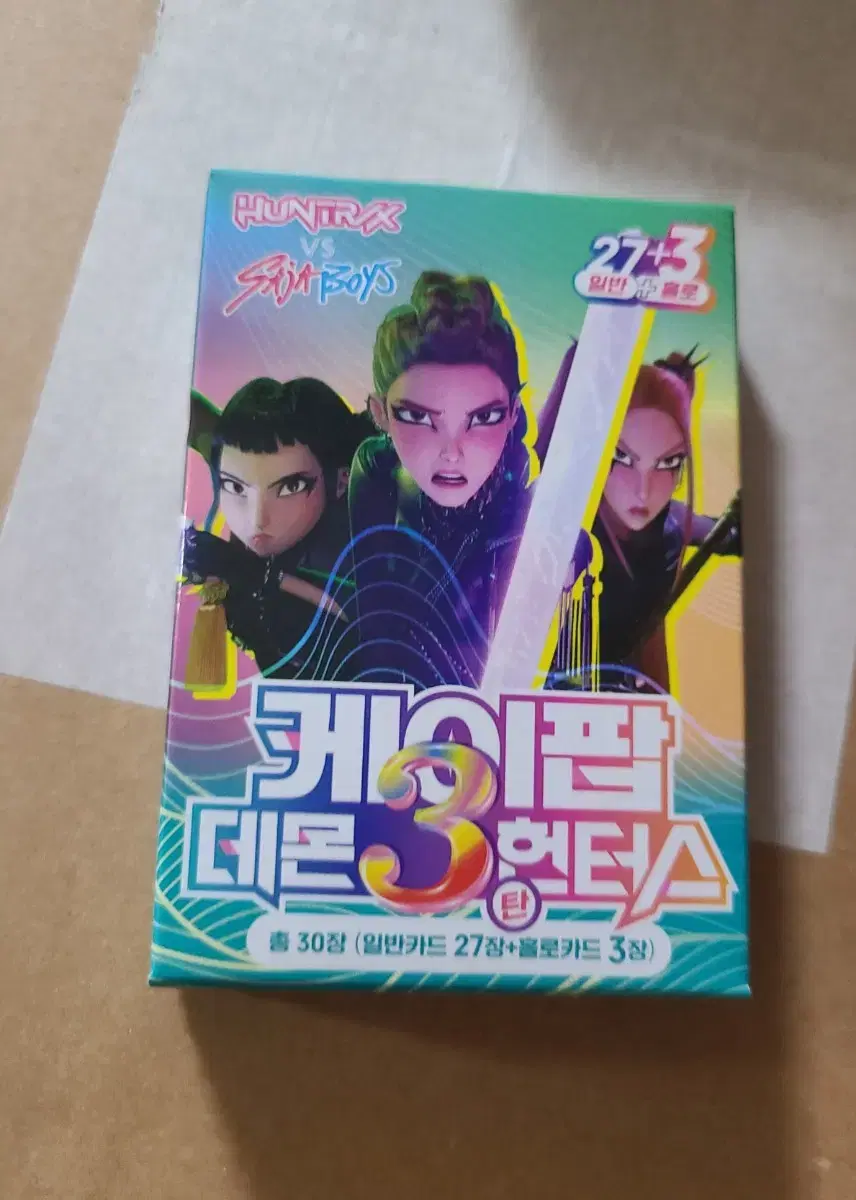 HUNTR/X
VS
SAJA BOYS
27+3
일반 + 홀로
케이팝
데몬 3 헌터스
탄
총 30장 (일반카드 27장+홀로카드 3장)